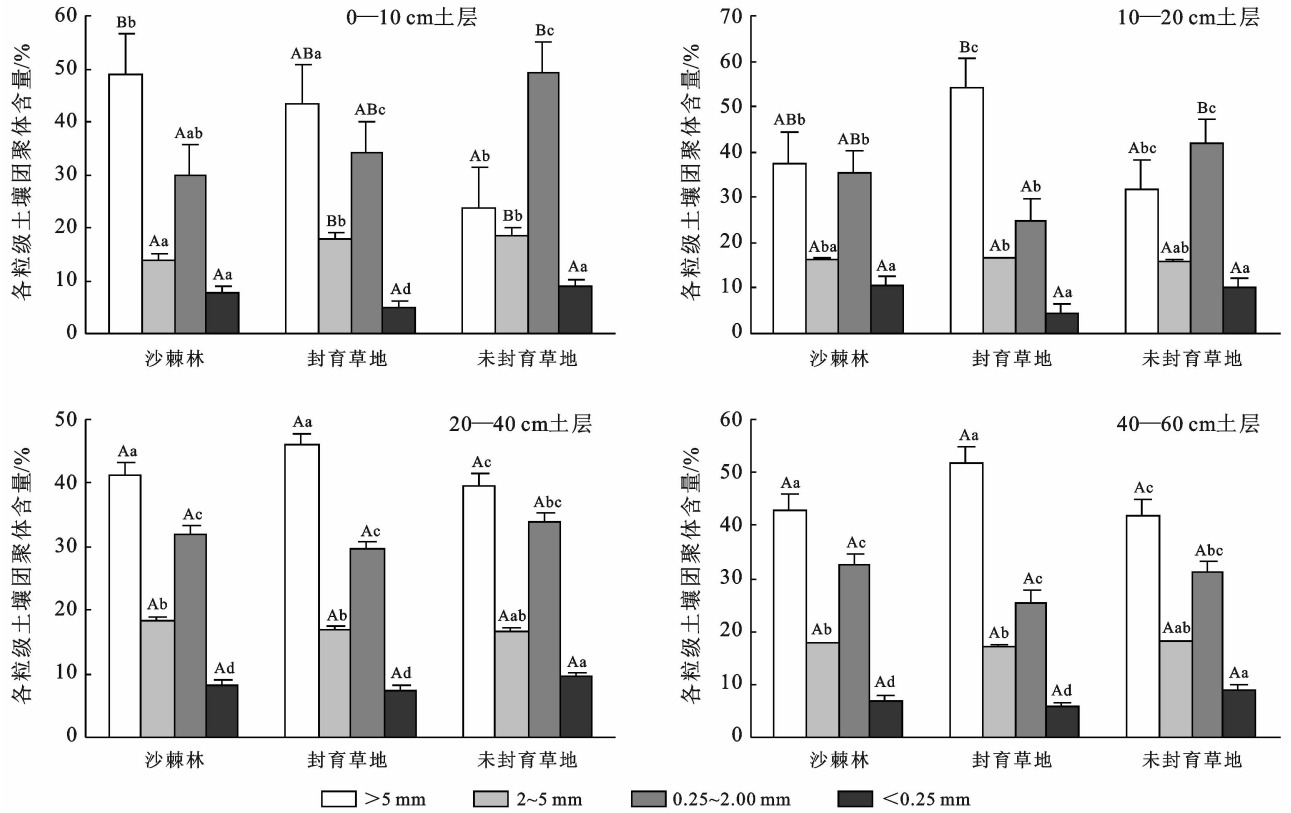 0—10 cm土层
各粒级土壤团聚体含量/%
60
50
40
30
20
10
0
Bb
Aa
Aab
Aa
ABa
Bb
ABc
Ad
Ab
Bb
Bc
Aa
沙棘林
封育草地
未封育草地
10—20 cm土层
各粒级土壤团聚体含量/%
70
60
50
40
30
20
10
0
ABb
Aba
ABb
Aa
Bc
Ab
Ab
Aa
Abc
Aab
Bc
Aa
沙棘林
封育草地
未封育草地
20—40 cm土层
各粒级土壤团聚体含量/%
50
40
30
20
10
0
Aa
Ab
Ac
Ad
Aa
Ab
Ac
Ad
Ac
Aab
Abc
Aa
沙棘林
封育草地
未封育草地
40—60 cm土层
各粒级土壤团聚体含量/%
60
50
40
30
20
10
0
Aa
Ab
Ac
Ad
Aa
Ab
Ac
Ad
Ac
Aab
Abc
Aa
沙棘林
封育草地
未封育草地
>5 mm
2~5 mm
0.25~2.00 mm
<0.25 mm